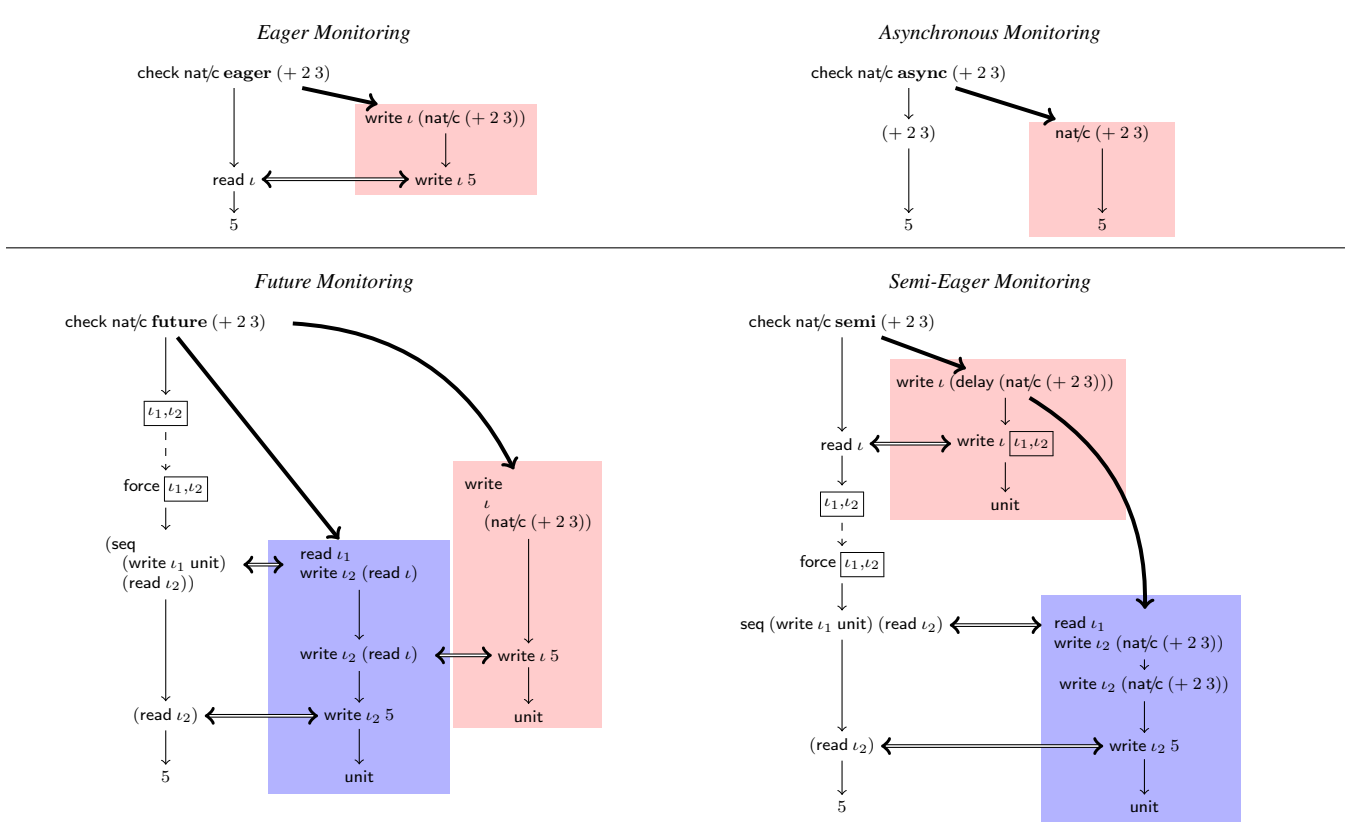 Eager Monitoring
check nat/c eager (+ 2 3)
write ι (nat/c (+ 2 3))
read ι
write ι 5
5
Asynchronous Monitoring
check nat/c async (+ 2 3)
(+ 2 3)
nat/c (+ 2 3)
5
5
Future Monitoring
check nat/c future (+ 2 3)
ι₁,ι₂
force ι₁,ι₂
(seq
(write ι₁ unit)
(read ι₂))
read ι₁
write ι₂ (read ι)
write
ι
(nat/c (+ 2 3))
write ι₂ (read ι)
write ι 5
(read ι₂)
write ι₂ 5
unit
5
unit
Semi-Eager Monitoring
check nat/c semi (+ 2 3)
write ι (delay (nat/c (+ 2 3)))
read ι
write ι ι₁,ι₂
ι₁,ι₂
unit
force ι₁,ι₂
seq (write ι₁ unit) (read ι₂)
read ι₁
write ι₂ (nat/c (+ 2 3))
write ι₂ (nat/c (+ 2 3))
(read ι₂)
write ι₂ 5
5
unit